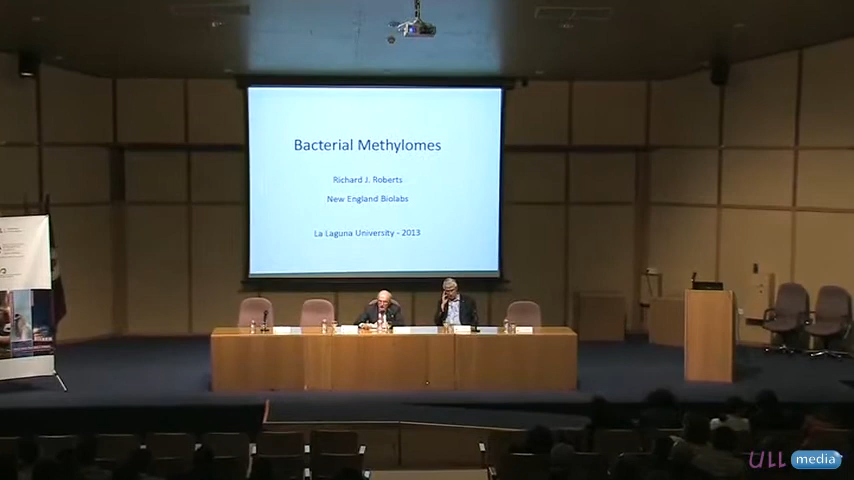 Bacterial Methylomes
Richard J. Roberts
New England Biolabs
La Laguna University - 2013
ULL media